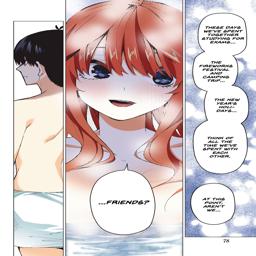 THESE DAYS
WE'VE SPENT
TOGETHER
STUDYING FOR
EXAMS...
THE
FIREWORKS
FESTIVAL
AND
CAMPING
TRIP...
THE NEW
YEAR'S
HOLI-
DAYS...
THINK OF
ALL THE
TIME WE'VE
SPENT WITH
EACH
OTHER.
AT THIS
POINT,
AREN'T
WE...
...FRIENDS?
78